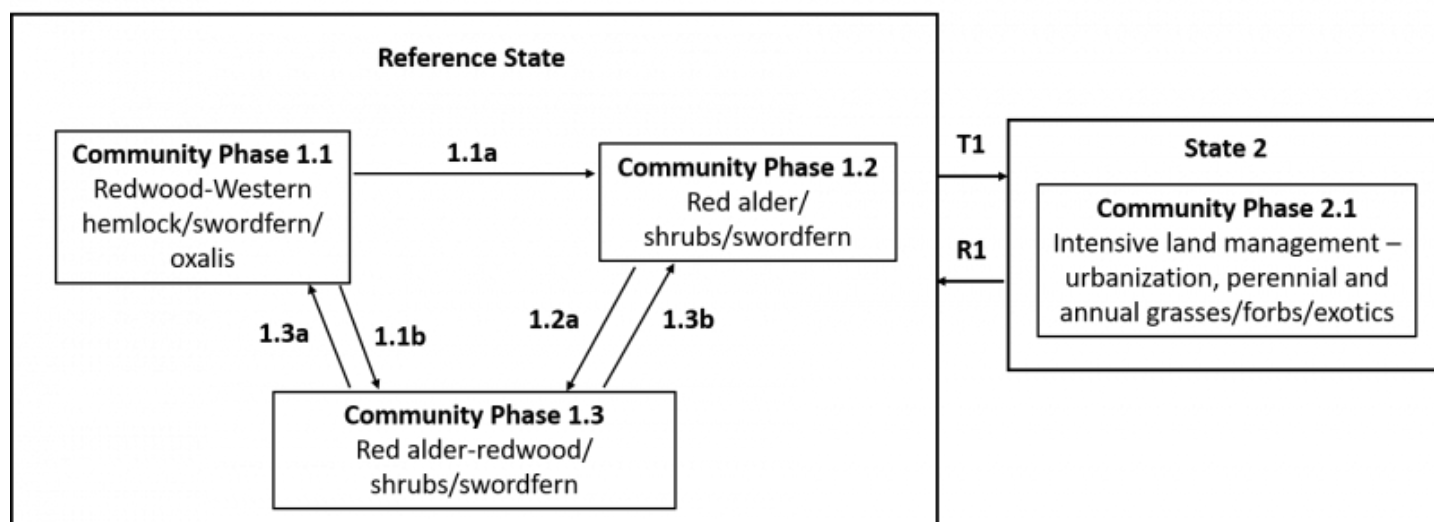 Reference State
Community Phase 1.1
Redwood-Western
hemlock/swordfern/
oxalis
1.1a
Community Phase 1.2
Red alder/
shrubs/swordfern
1.3a
1.1b
1.2a
1.3b
Community Phase 1.3
Red alder-redwood/
shrubs/swordfern
T1
R1
State 2
Community Phase 2.1
Intensive land management –
urbanization, perennial and
annual grasses/forbs/exotics